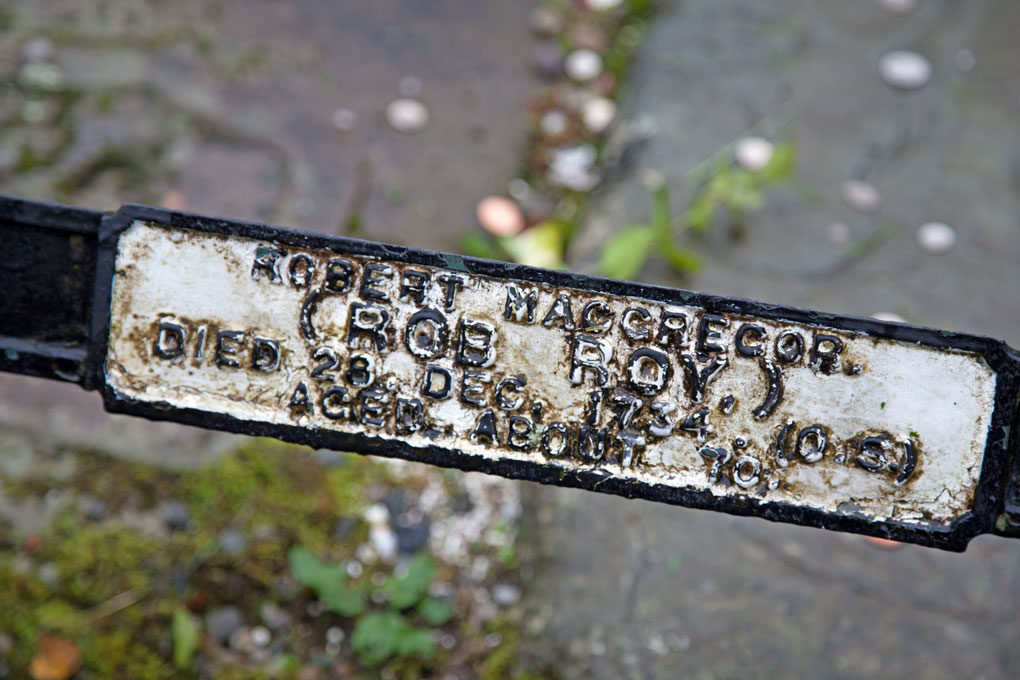 ROBERT MACGREGOR.
(ROB ROY)
DIED 28. DEC. 1734. (O.S)
AGED ABOUT 70.